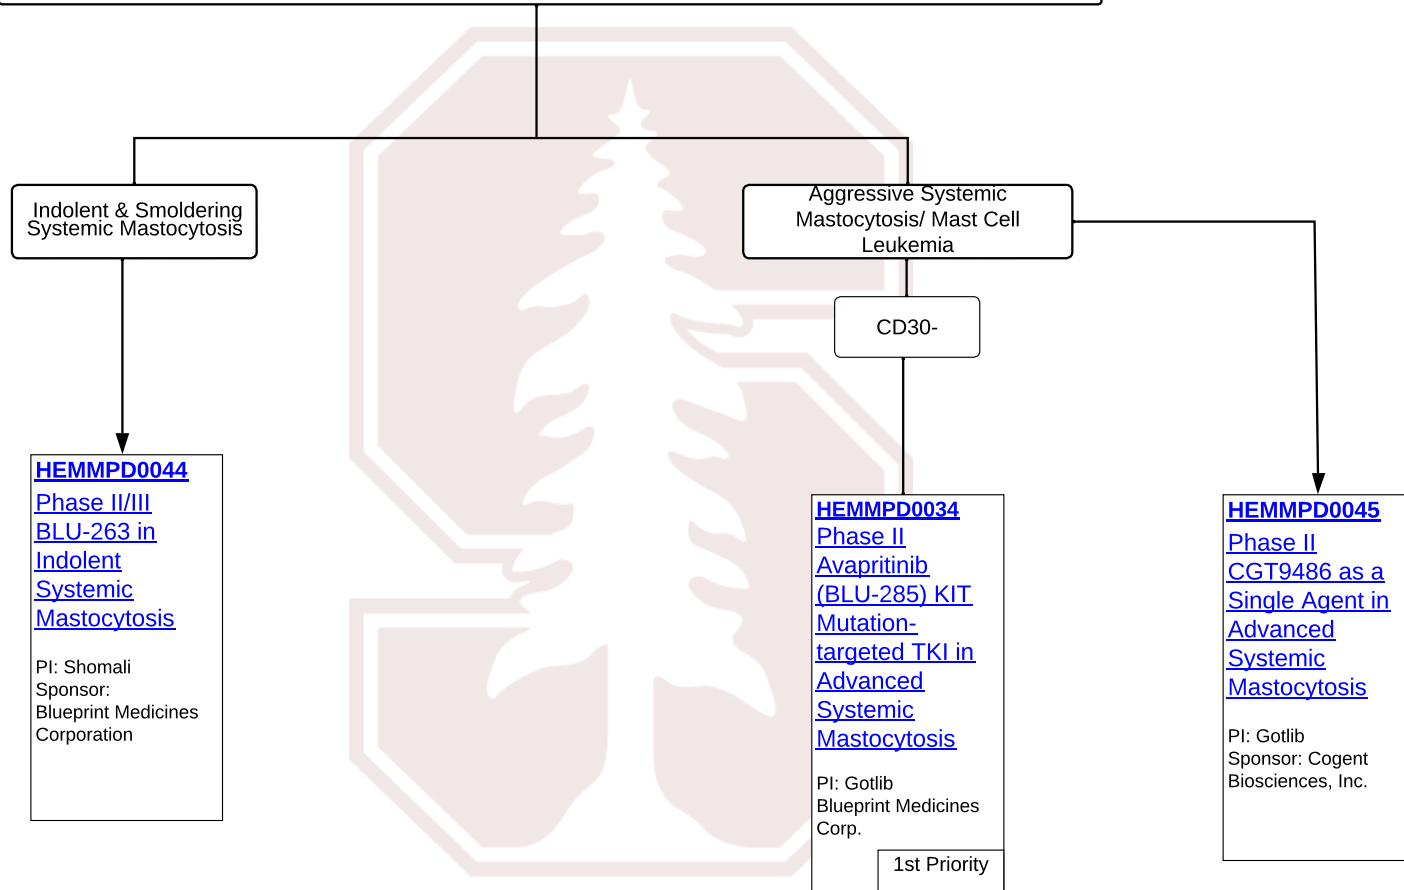 Indolent & Smoldering
Systemic Mastocytosis
Aggressive Systemic
Mastocytosis/ Mast Cell
Leukemia
CD30-
HEMMPD0044
Phase II/III
BLU-263 in
Indolent
Systemic
Mastocytosis
PI: Shomali
Sponsor:
Blueprint Medicines
Corporation
HEMMPD0034
Phase II
Avapritinib
(BLU-285) KIT
Mutation-
targeted TKI in
Advanced
Systemic
Mastocytosis
PI: Gotlib
Blueprint Medicines
Corp.
1st Priority
HEMMPD0045
Phase II
CGT9486 as a
Single Agent in
Advanced
Systemic
Mastocytosis
PI: Gotlib
Sponsor: Cogent
Biosciences, Inc.